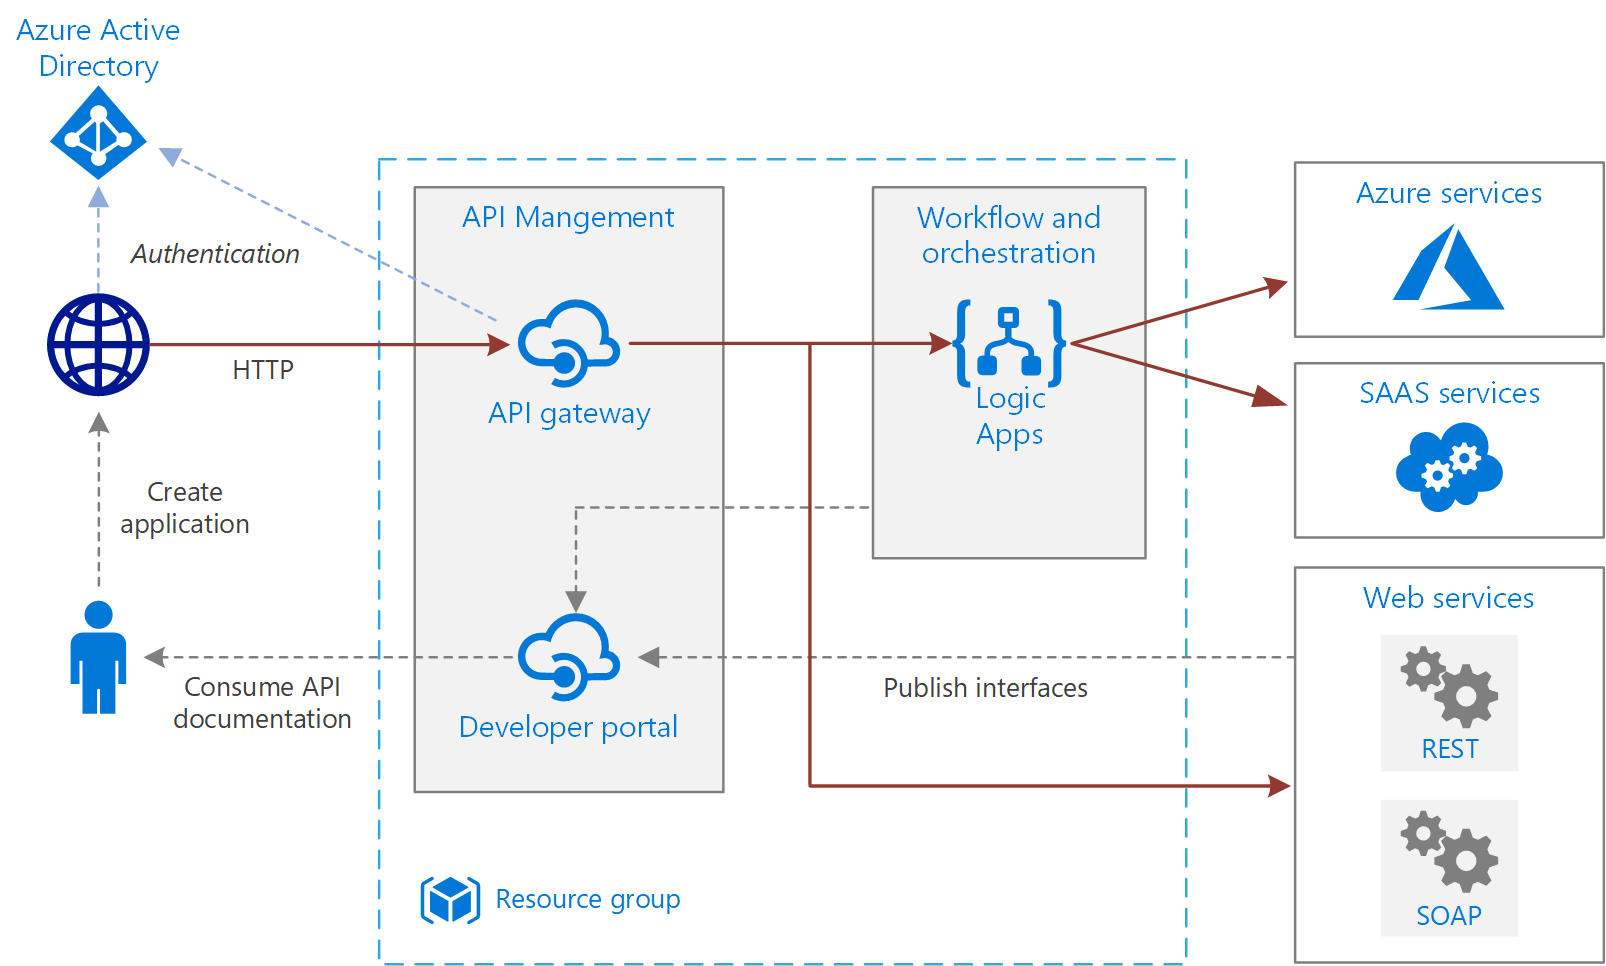 Azure Active
Directory
Authentication
HTTP
Create
application
Consume API
documentation
API Mangement
API gateway
Developer portal
Workflow and
orchestration
Logic
Apps
Publish interfaces
Resource group
Azure services
SAAS services
Web services
REST
SOAP